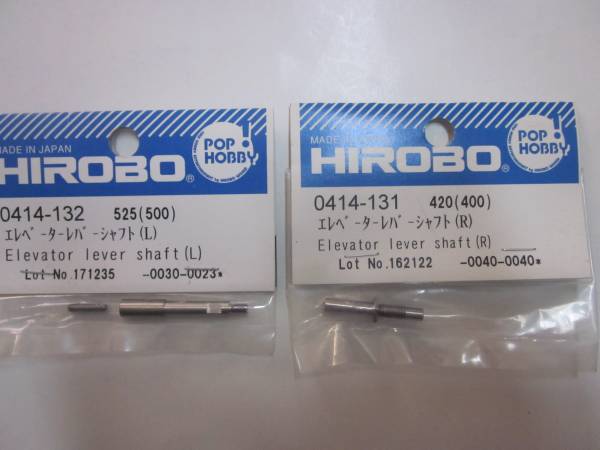 MADE IN JAPAN
HIROBO®
POP HOBBY!
0414-132 525(500)
エレベーターレバーシャフト(L)
Elevator lever shaft(L)
Lot No.171235 -0030-0023*
MADE IN
HIROBO®
POP HOBBY!
0414-131 420(400)
エレベーターレバーシャフト(R)
Elevator lever shaft(R)
Lot No.162122 -0040-0040*